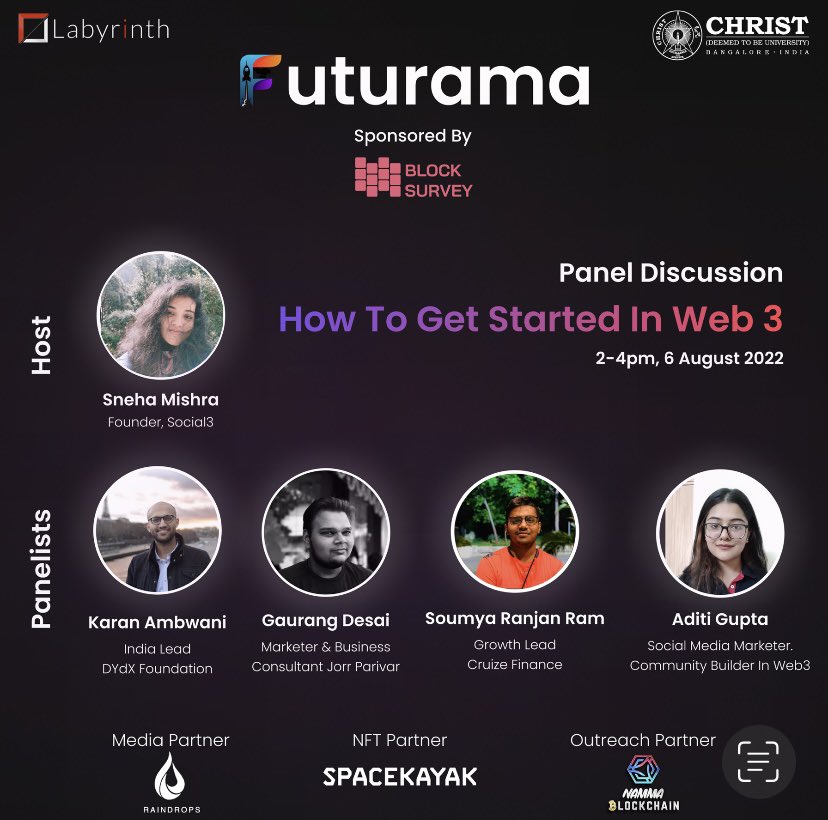 Labyrinth
CHRIST
(DEEMED TO BE UNIVERSITY)
BANGALORE · INDIA
Futurama
Sponsored By
BLOCK
SURVEY
Panel Discussion
How To Get Started In Web 3
2-4pm, 6 August 2022
Host
Sneha Mishra
Founder, Social3
Panelists
Karan Ambwani
India Lead
DYdX Foundation
Gaurang Desai
Marketer & Business
Consultant Jorr Parivar
Soumya Ranjan Ram
Growth Lead
Cruize Finance
Aditi Gupta
Social Media Marketer.
Community Builder In Web3
Media Partner
RAINDROPS
NFT Partner
SPACEKAYAK
Outreach Partner
NAMMA
BLOCKCHAIN